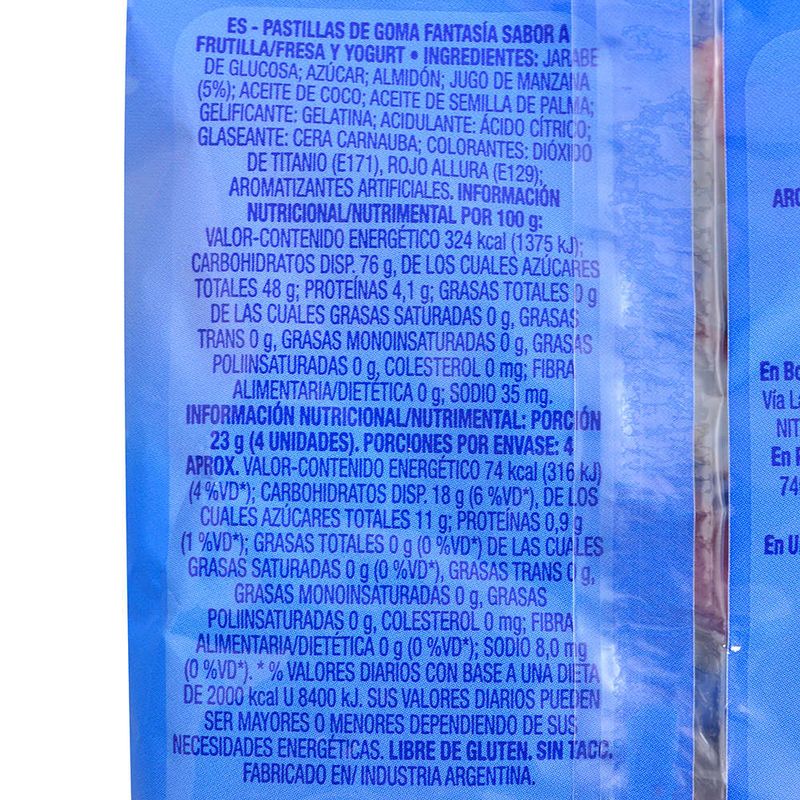 ES - PASTILLAS DE GOMA FANTASÍA SABOR A
FRUTILLA/FRESA Y YOGURT • INGREDIENTES: JARABE
DE GLUCOSA; AZÚCAR; ALMIDÓN; JUGO DE MANZANA
(5%); ACEITE DE COCO; ACEITE DE SEMILLA DE PALMA;
GELIFICANTE: GELATINA; ACIDULANTE: ÁCIDO CÍTRICO;
GLASEANTE: CERA CARNAUBA; COLORANTES: DIÓXIDO
DE TITANIO (E171), ROJO ALLURA (E129);
AROMATIZANTES ARTIFICIALES. INFORMACIÓN
NUTRICIONAL/NUTRIMENTAL POR 100 g:
VALOR-CONTENIDO ENERGÉTICO 324 kcal (1375 kJ);
CARBOHIDRATOS DISP. 76 g, DE LOS CUALES AZÚCARES
TOTALES 48 g; PROTEÍNAS 4,1 g; GRASAS TOTALES 0 g
DE LAS CUALES GRASAS SATURADAS 0 g, GRASAS
TRANS 0 g, GRASAS MONOINSATURADAS 0 g, GRASAS
POLIINSATURADAS 0 g, COLESTEROL 0 mg; FIBRA
ALIMENTARIA/DIETÉTICA 0 g; SODIO 35 mg.
INFORMACIÓN NUTRICIONAL/NUTRIMENTAL: PORCIÓN
23 g (4 UNIDADES). PORCIONES POR ENVASE: 4
APROX. VALOR-CONTENIDO ENERGÉTICO 74 kcal (316 kJ)
(4 %VD*); CARBOHIDRATOS DISP. 18 g (6 %VD*), DE LOS
CUALES AZÚCARES TOTALES 11 g; PROTEÍNAS 0,9 g
(1 %VD*); GRASAS TOTALES 0 g (0 %VD*) DE LAS CUALES
GRASAS SATURADAS 0 g (0 %VD*), GRASAS TRANS 0 g,
GRASAS MONOINSATURADAS 0 g, GRASAS
POLIINSATURADAS 0 g, COLESTEROL 0 mg; FIBRA
ALIMENTARIA/DIETÉTICA 0 g (0 %VD*); SODIO 8,0 mg
(0 %VD*). * % VALORES DIARIOS CON BASE A UNA DIETA
DE 2000 kcal U 8400 kJ. SUS VALORES DIARIOS PUEDEN
SER MAYORES O MENORES DEPENDIENDO DE SUS
NECESIDADES ENERGÉTICAS. LIBRE DE GLUTEN. SIN TACC.
FABRICADO EN/ INDUSTRIA ARGENTINA.
En
Vía
NIT
En
74
En